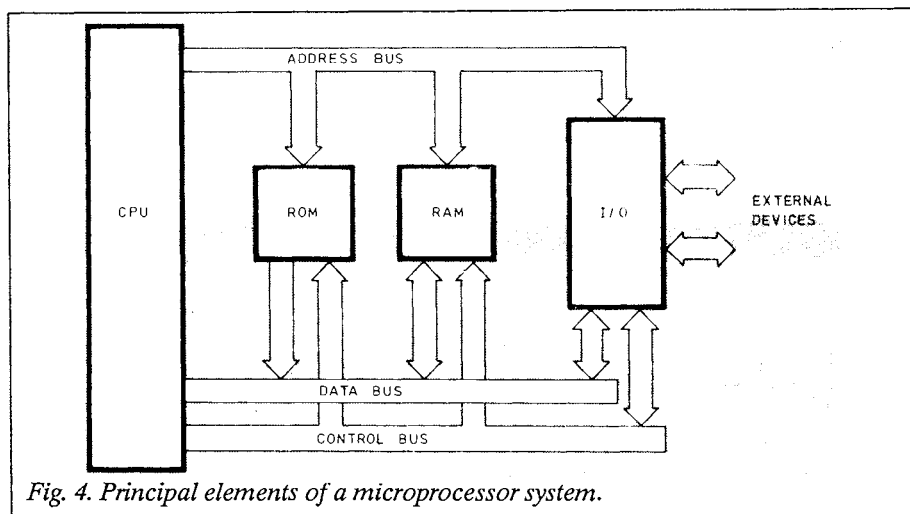 ADDRESS BUS
CPU
ROM
RAM
I/O
EXTERNAL
DEVICES
DATA BUS
CONTROL BUS
Fig. 4. Principal elements of a microprocessor system.